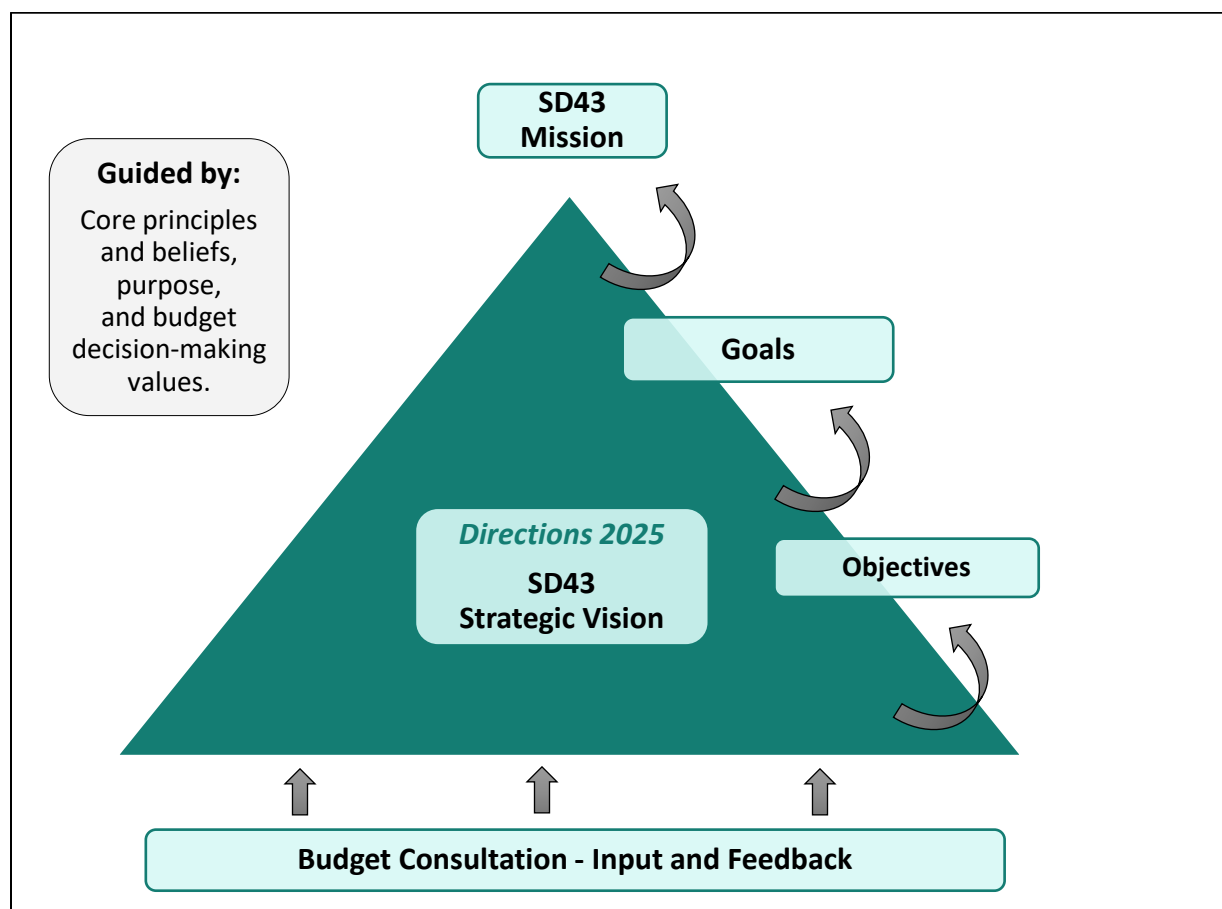 SD43
Mission
Guided by:
Core principles
and beliefs,
purpose,
and budget
decision-making
values.
Goals
Directions 2025
SD43
Strategic Vision
Objectives
Budget Consultation - Input and Feedback